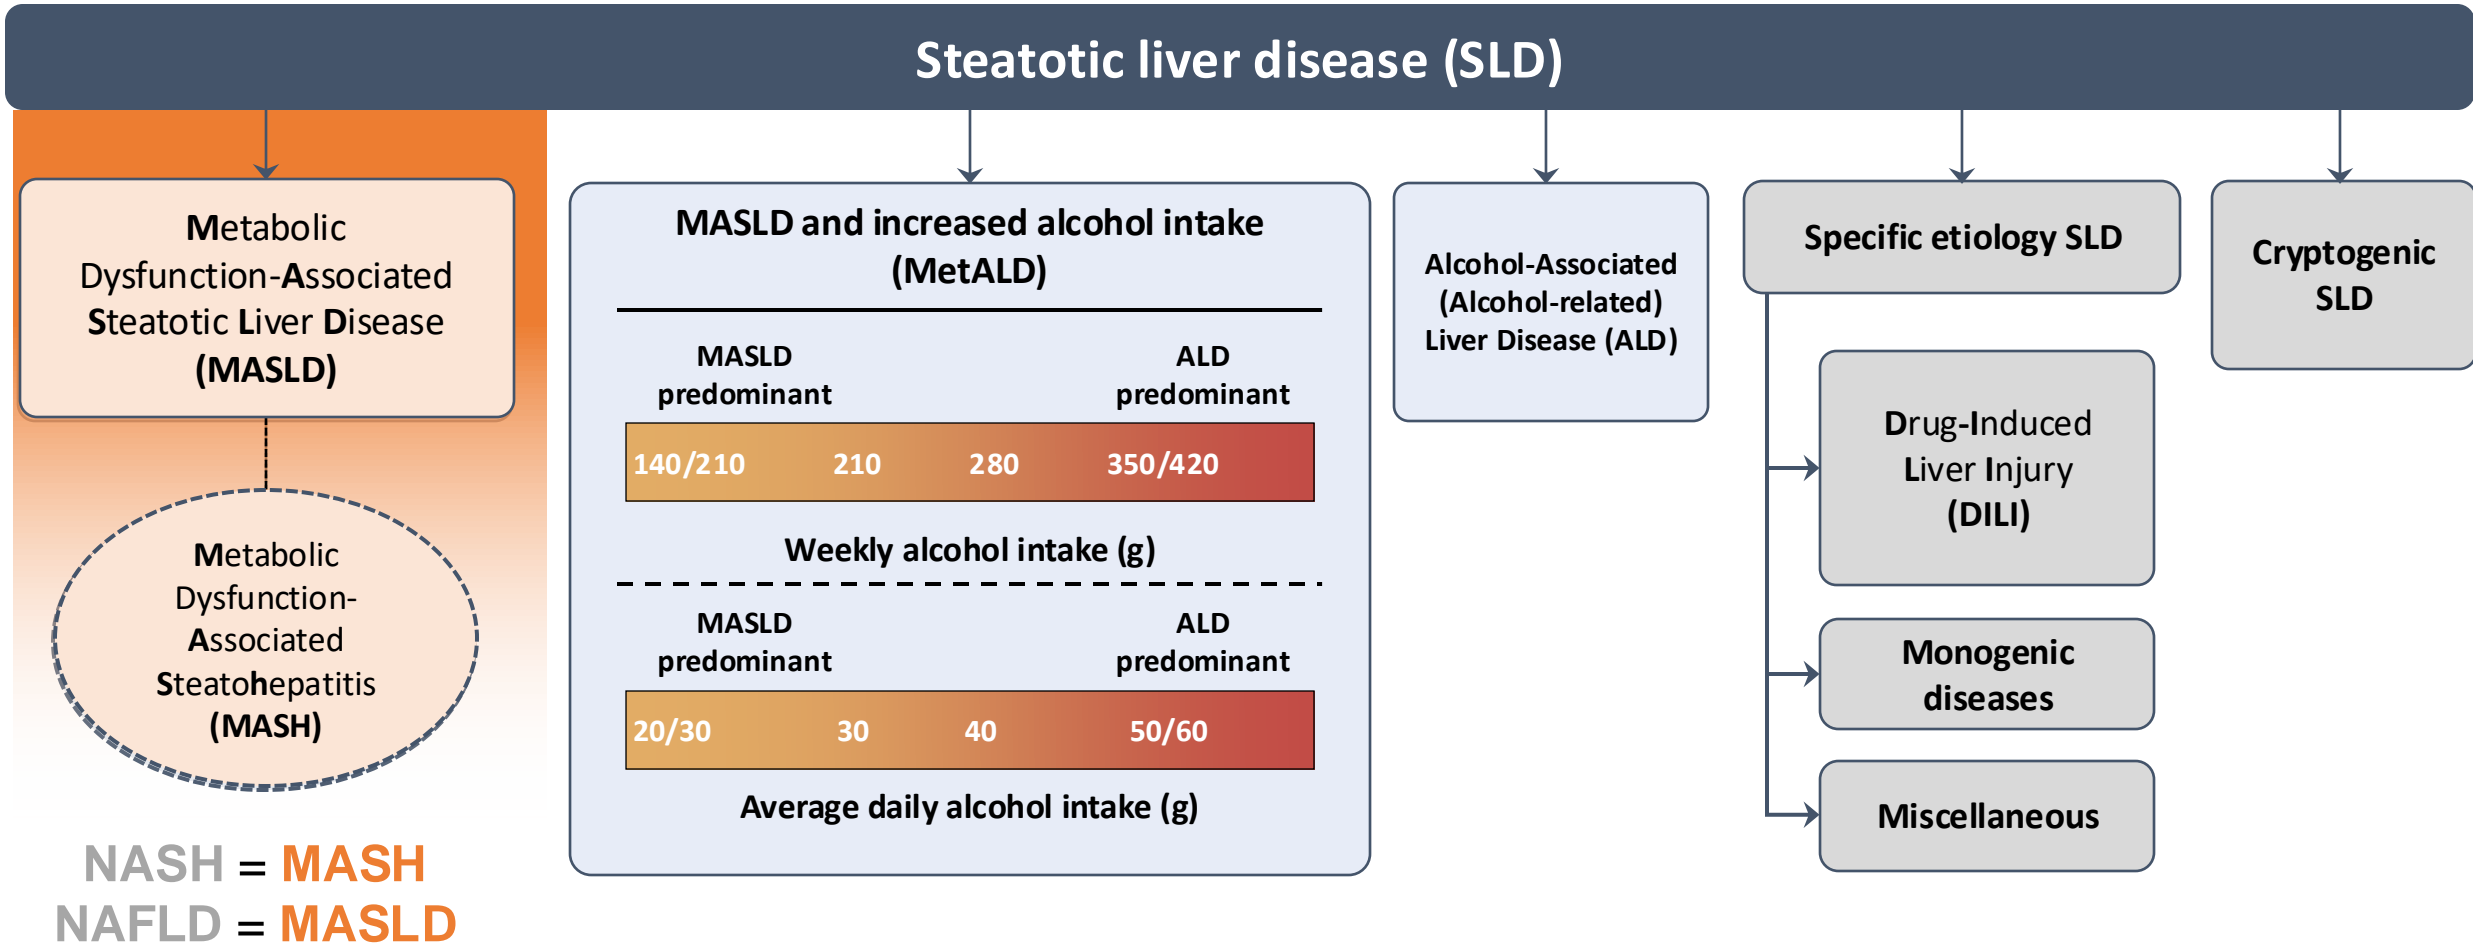 Steatotic liver disease (SLD)
Metabolic
Dysfunction-Associated
Steatotic Liver Disease
(MASLD)
Metabolic
Dysfunction-
Associated
Steatohepatitis
(MASH)
NASH = MASH
NAFLD = MASLD
MASLD and increased alcohol intake
(MetALD)
MASLD
predominant
ALD
predominant
140/210 210 280 350/420
Weekly alcohol intake (g)
MASLD
predominant
ALD
predominant
20/30 30 40 50/60
Average daily alcohol intake (g)
Alcohol-Associated
(Alcohol-related)
Liver Disease (ALD)
Specific etiology SLD
Drug-Induced
Liver Injury
(DILI)
Monogenic
diseases
Miscellaneous
Cryptogenic
SLD